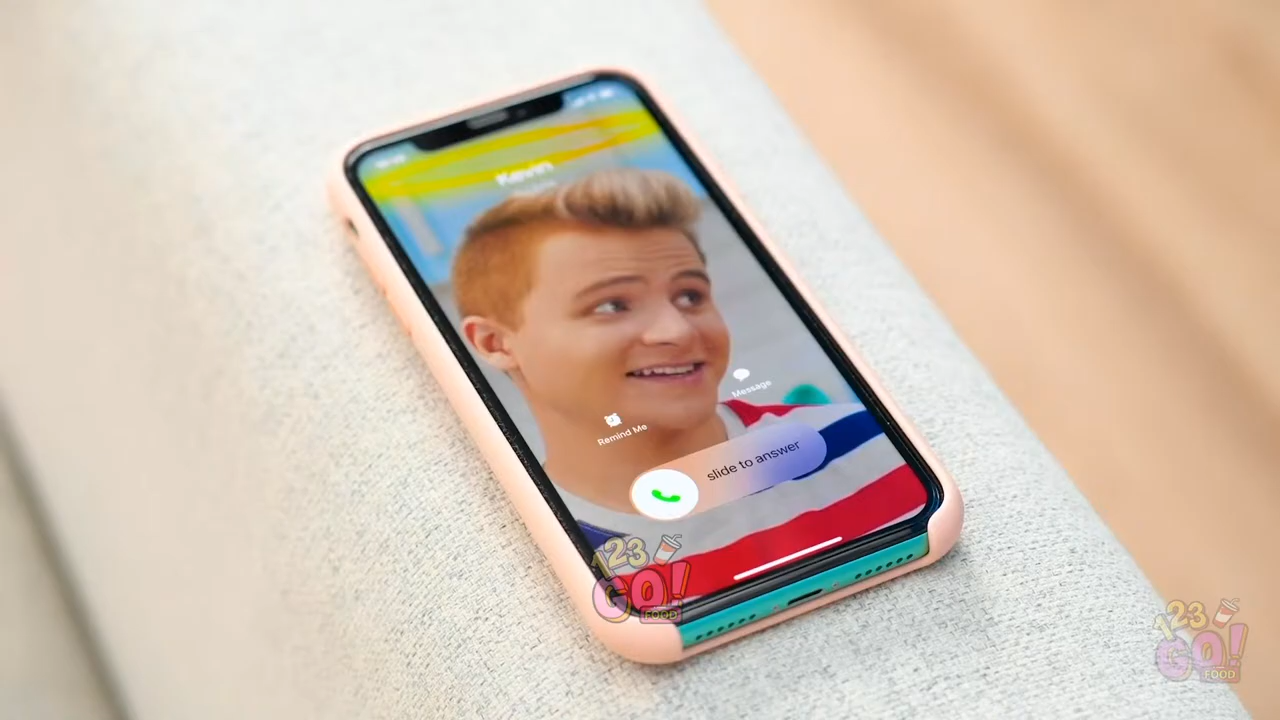 Kevin
Message
Remind Me
slide to answer
123
GO!
FOOD
123
GO!
FOOD